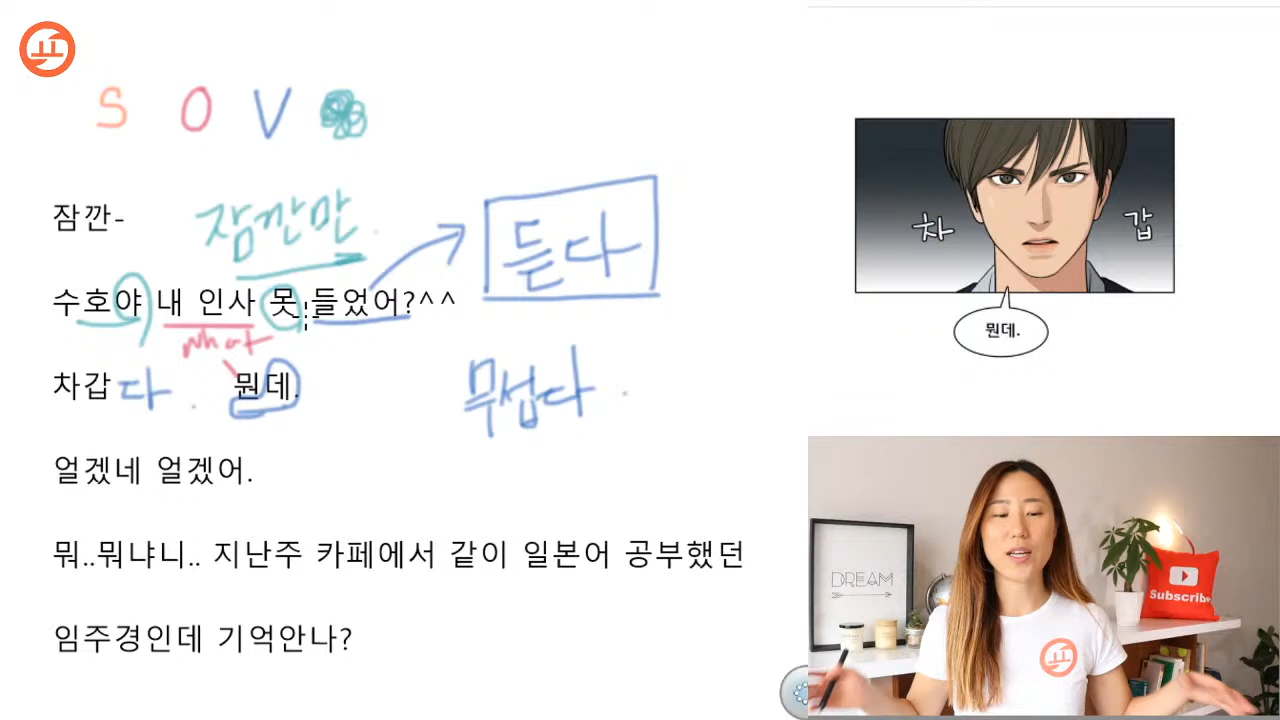 S O V
잠깐-
잠깐만
듣다
수호야 내 인사 못 들었어?^^
what
차갑 다. 뭔데.
무섭다.
얼겠네 얼겠어.
뭐..뭐냐니.. 지난주 카페에서 같이 일본어 공부했던
임주경인데 기억안나?
차
갑
뭔데.
DREAM
Subscribe